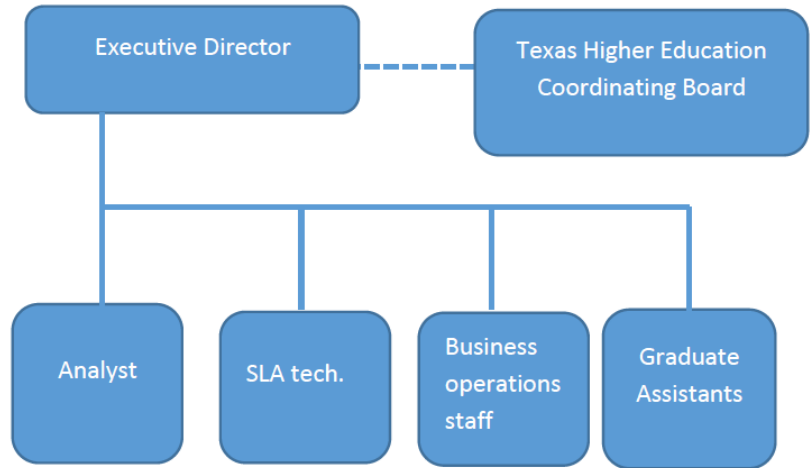 Executive Director
Texas Higher Education
Coordinating Board
Analyst
SLA tech.
Business
operations
staff
Graduate
Assistants